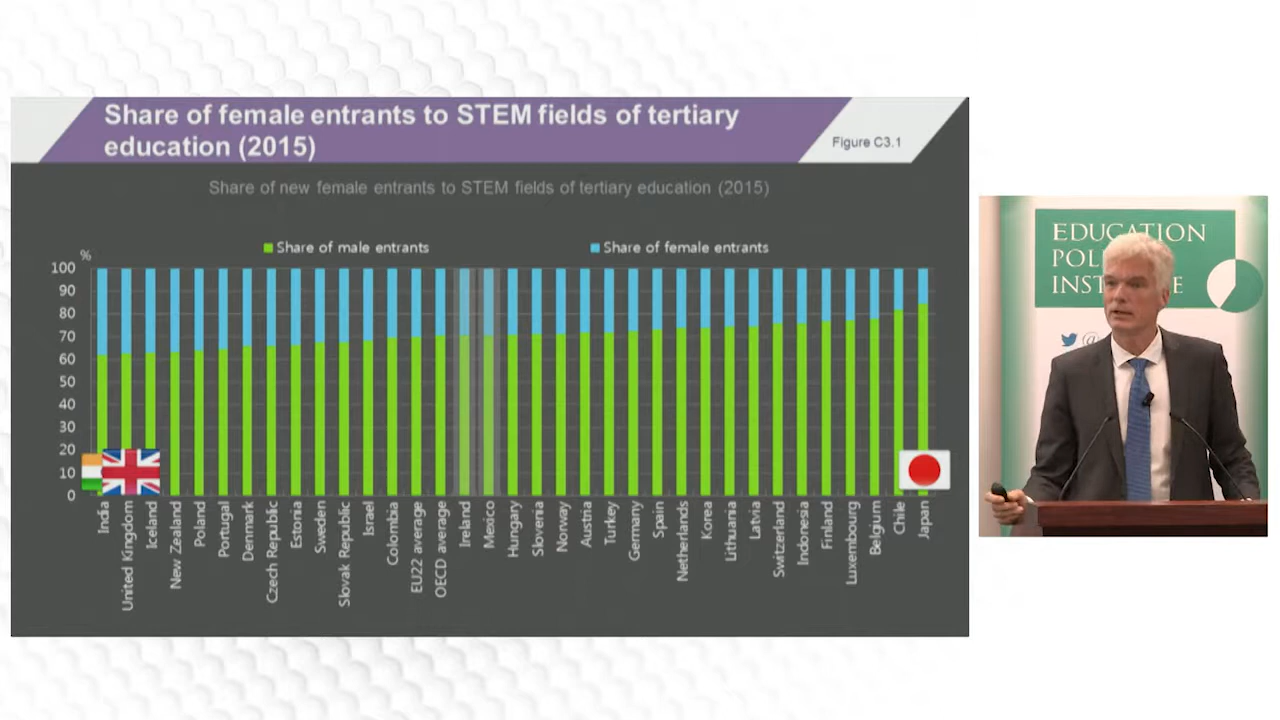 Share of female entrants to STEM fields of tertiary
education (2015)
Figure C3.1
Share of new female entrants to STEM fields of tertiary education (2015)
Share of male entrants
Share of female entrants
%
100
90
80
70
60
50
40
30
20
10
0
India
United Kingdom
Iceland
New Zealand
Poland
Portugal
Denmark
Czech Republic
Estonia
Sweden
Slovak Republic
Israel
Colombia
EU22 average
OECD average
Ireland
Mexico
Hungary
Slovenia
Norway
Austria
Turkey
Germany
Spain
Netherlands
Korea
Lithuania
Latvia
Switzerland
Indonesia
Finland
Luxembourg
Belgium
Chile
Japan
EDUCATION
POL
INST E
@